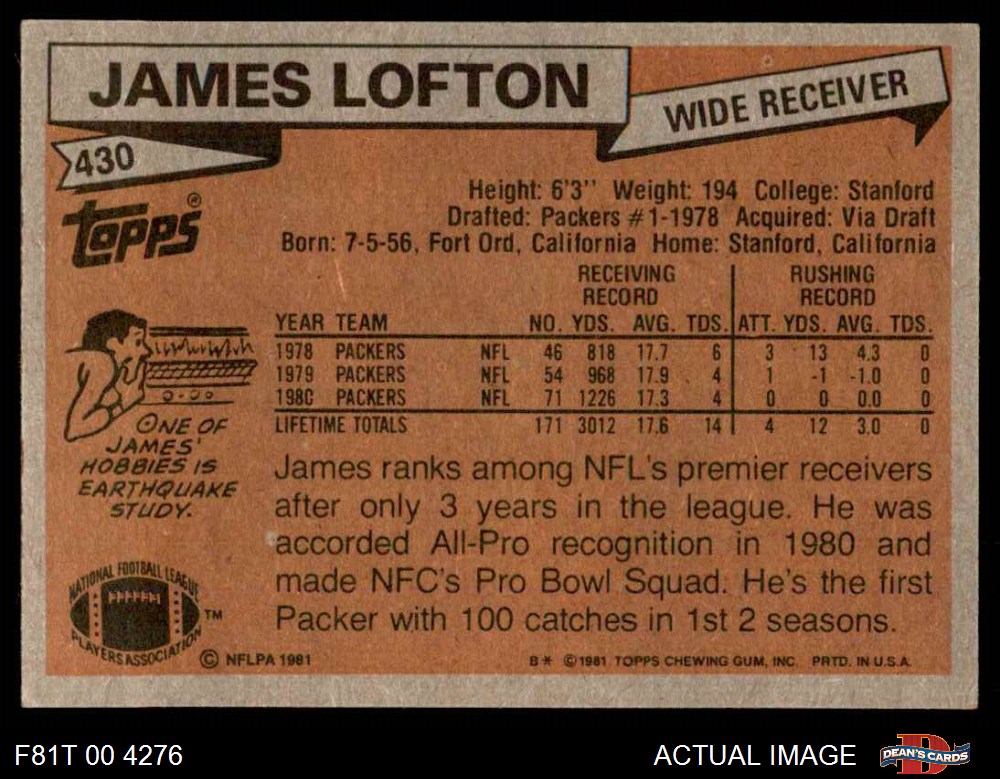 JAMES LOFTON
WIDE RECEIVER
430
TOPPS®
Height: 6'3'' Weight: 194 College: Stanford
Drafted: Packers #1-1978 Acquired: Via Draft
Born: 7-5-56, Fort Ord, California Home: Stanford, California
RECEIVING RECORD RUSHING RECORD
YEAR TEAM NO. YDS. AVG. TDS. ATT. YDS. AVG. TDS.
1978 PACKERS NFL 46 818 17.7 6 3 13 4.3 0
1979 PACKERS NFL 54 968 17.9 4 1 -1 -1.0 0
1980 PACKERS NFL 71 1226 17.3 4 0 0 0.0 0
LIFETIME TOTALS 171 3012 17.6 14 4 12 3.0 0
ONE OF
JAMES'
HOBBIES IS
EARTHQUAKE
STUDY.
James ranks among NFL's premier receivers
after only 3 years in the league. He was
accorded All-Pro recognition in 1980 and
made NFC's Pro Bowl Squad. He's the first
Packer with 100 catches in 1st 2 seasons.
NATIONAL FOOTBALL LEAGUE
PLAYERS ASSOCIATION
TM
© NFLPA 1981
B* ©1981 TOPPS CHEWING GUM, INC. PRTD. IN U.S.A.
F81T 00 4276
ACTUAL IMAGE
DEAN'S CARDS